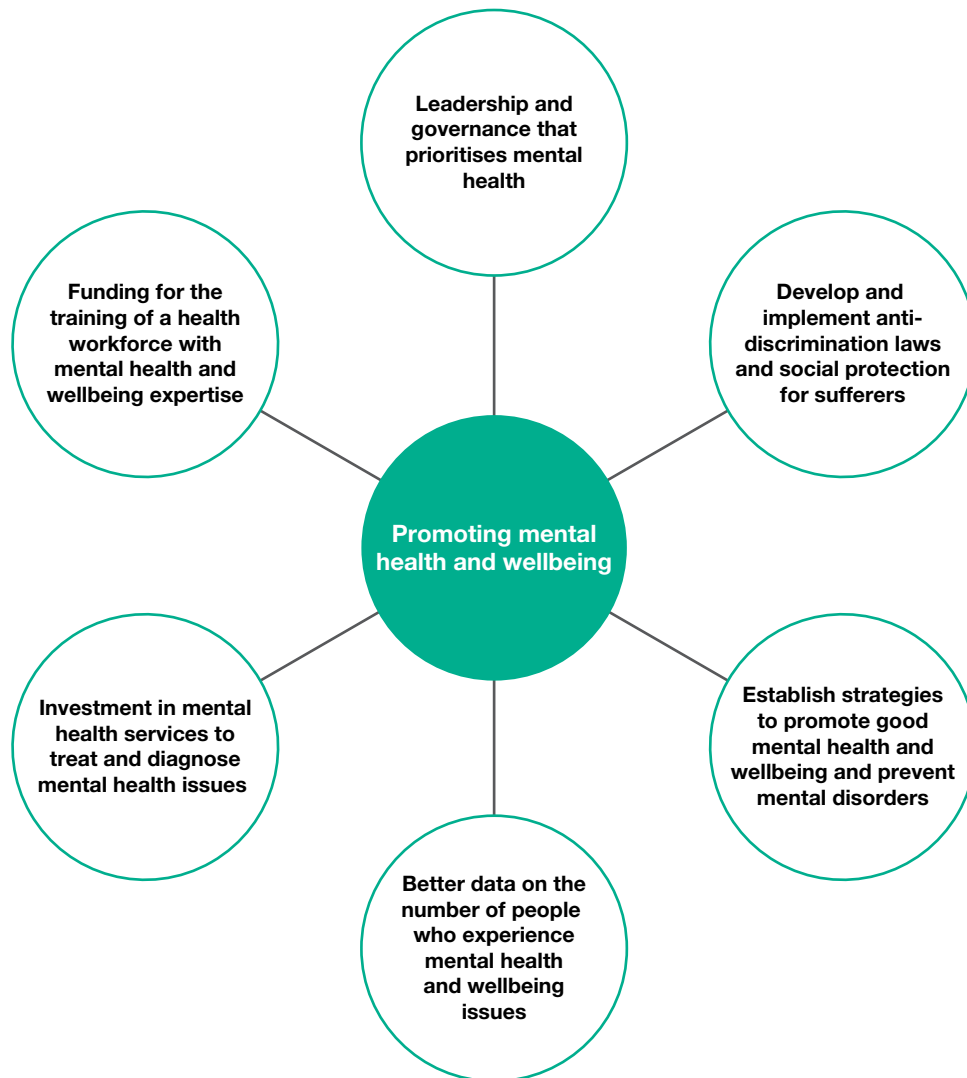 Leadership and
governance that
prioritises mental
health
Funding for the
training of a health
workforce with
mental health and
wellbeing expertise
Develop and
implement anti-
discrimination laws
and social protection
for sufferers
Promoting mental
health and wellbeing
Investment in mental
health services to
treat and diagnose
mental health issues
Establish strategies
to promote good
mental health and
wellbeing and prevent
mental disorders
Better data on the
number of people
who experience
mental health
and wellbeing
issues